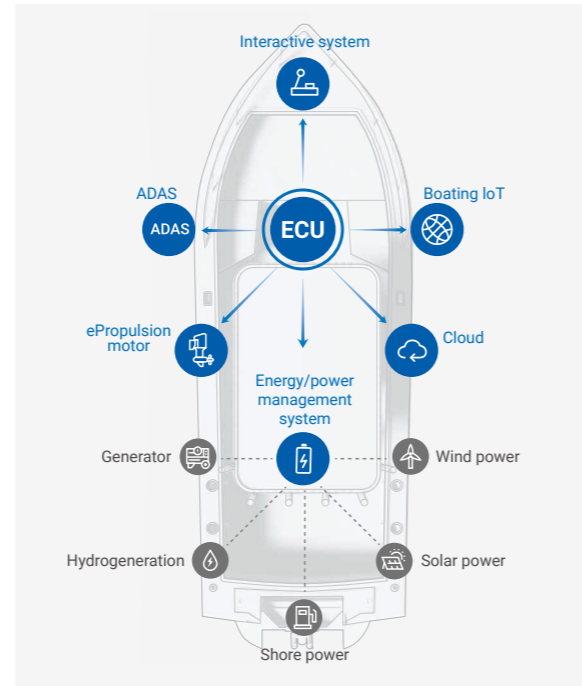 Interactive system
ADAS
ADAS
ECU
Boating IoT
ePropulsion
motor
Cloud
Energy/power
management
system
Generator
Wind power
Hydrogeneration
Solar power
Shore power